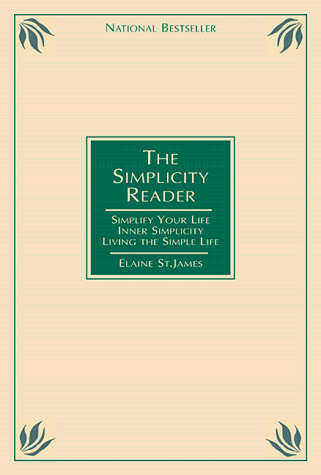 National Bestseller
The
Simplicity
Reader
Simplify Your Life
Inner Simplicity
Living the Simple Life
Elaine St.James